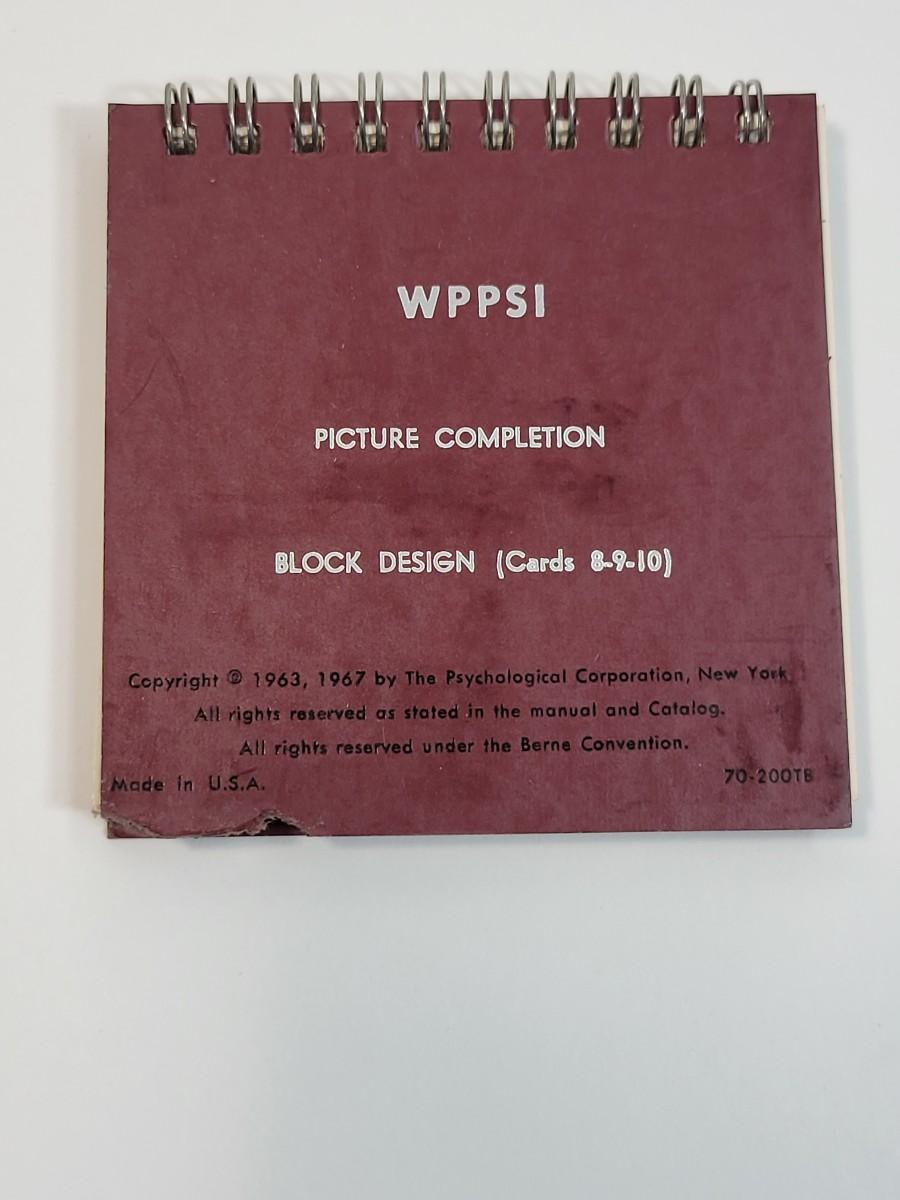 WPPSI
PICTURE COMPLETION
BLOCK DESIGN (Cards 8-9-10)
Copyright © 1963, 1967 by The Psychological Corporation, New York
All rights reserved as stated in the manual and Catalog.
All rights reserved under the Berne Convention.
Made in U.S.A.
70-200TB